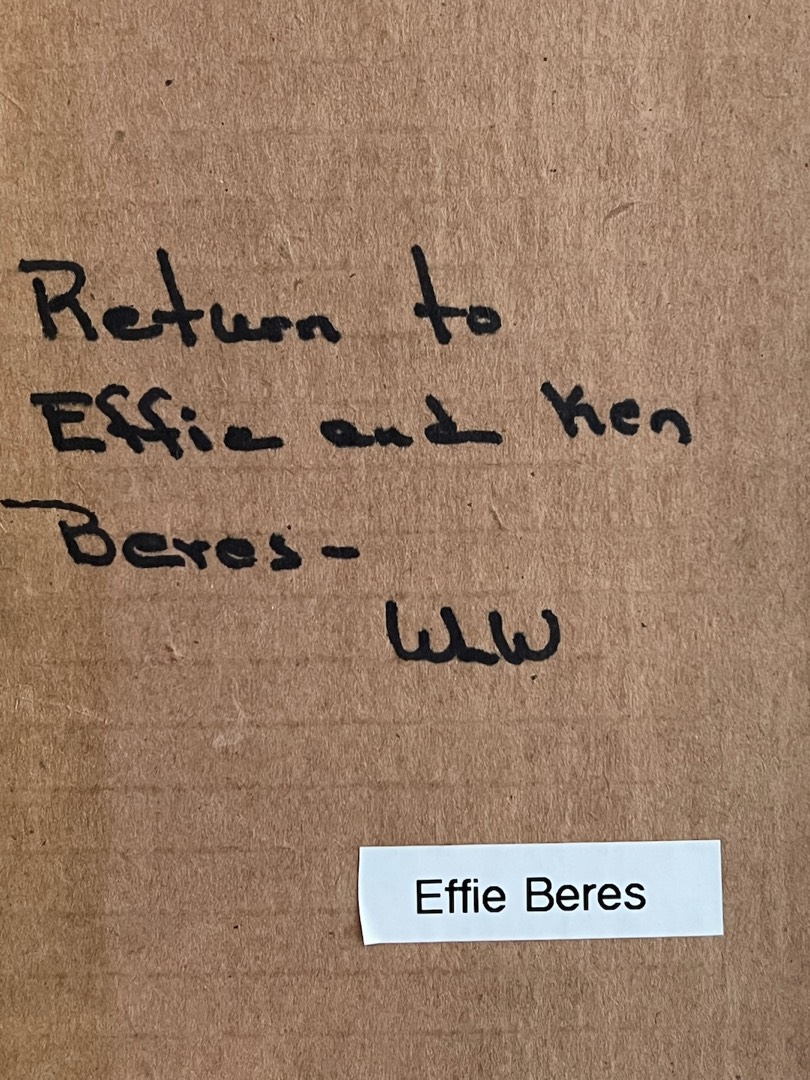 Return to
Effie and Ken
Beres-
WLW
Effie Beres